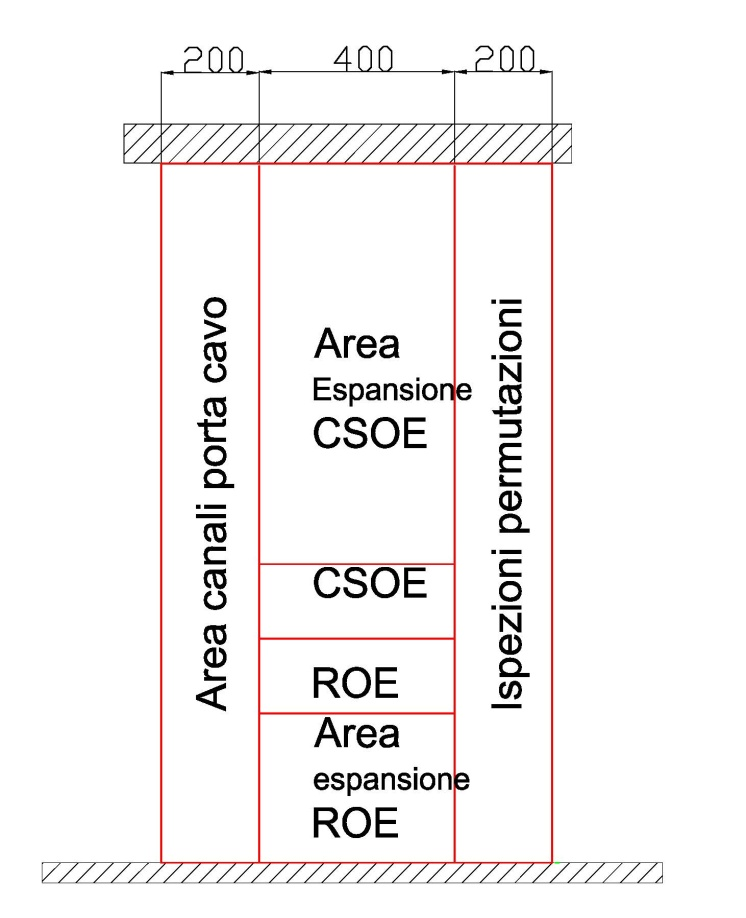 200
400
200
Area canali porta cavo
Area
Espansione
CSOE
CSOE
ROE
Area
espansione
ROE
Ispezioni permutazioni